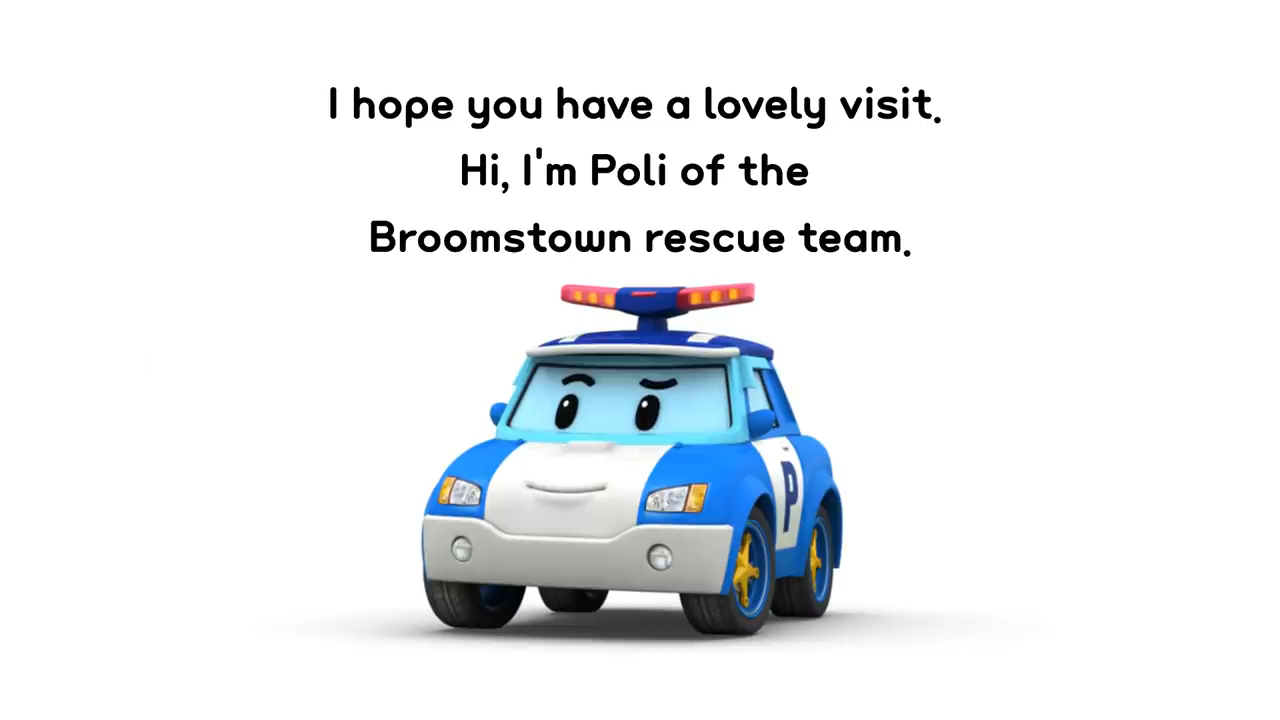 I hope you have a lovely visit.
Hi, I'm Poli of the
Broomstown rescue team.
P